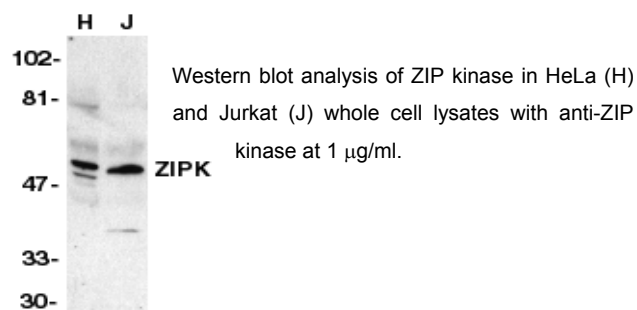 H J
102-
81-
ZIPK
47-
33-
30-
Western blot analysis of ZIP kinase in HeLa (H)
and Jurkat (J) whole cell lysates with anti-ZIP
kinase at 1 μg/ml.